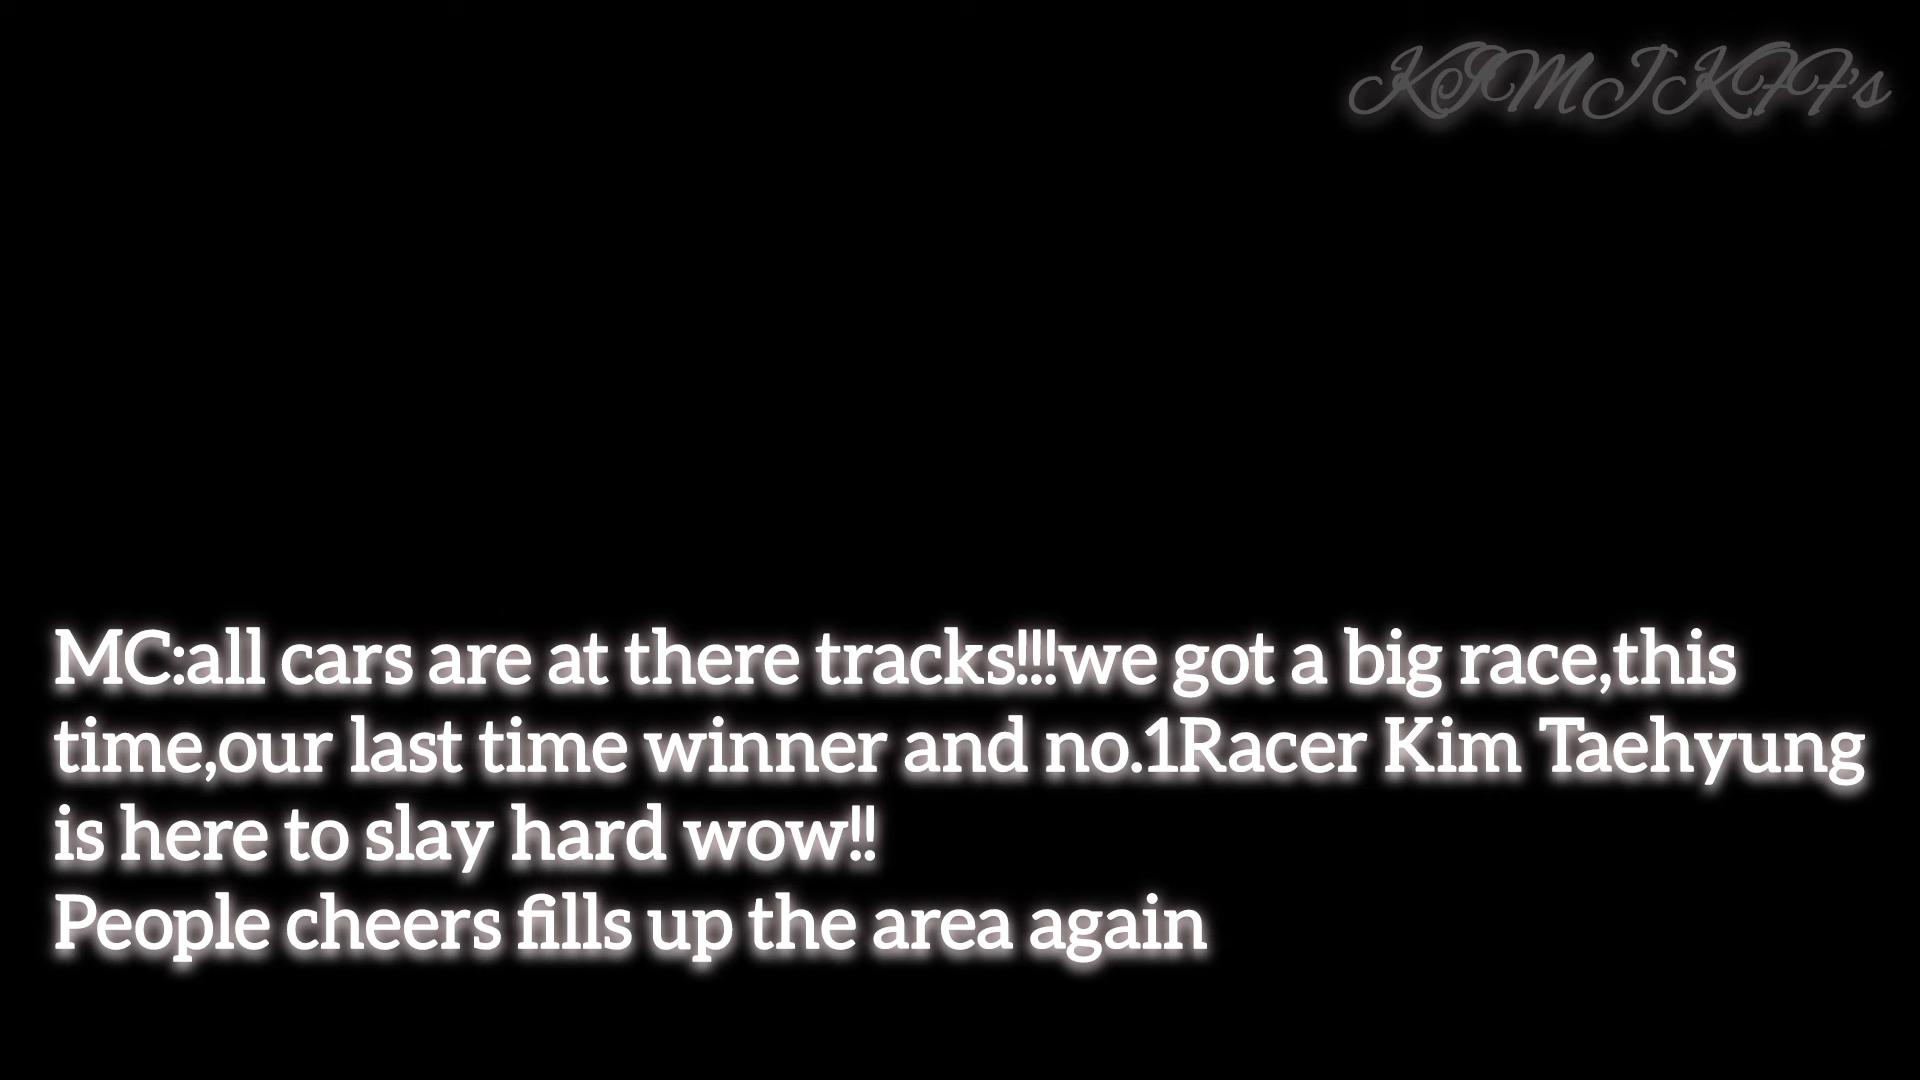 KIMJKFF's
MC:all cars are at there tracks!!!we got a big race,this
time,our last time winner and no.1Racer Kim Taehyung
is here to slay hard wow!!
People cheers fills up the area again